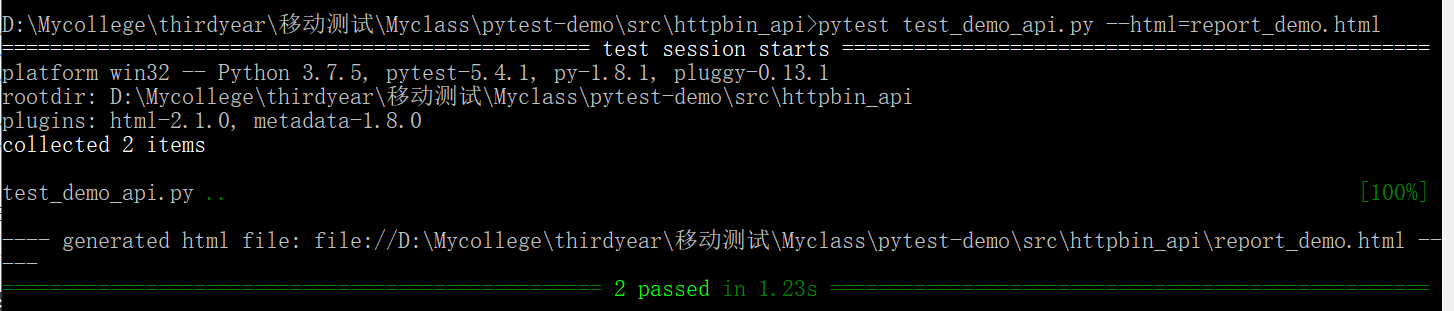 D:\Mycollege\thirdyear\移动测试\Myclass\pytest-demo\src\httpbin_api>pytest test_demo_api.py --html=report_demo.html
============================================= test session starts =============================================
platform win32 -- Python 3.7.5, pytest-5.4.1, py-1.8.1, pluggy-0.13.1
rootdir: D:\Mycollege\thirdyear\移动测试\Myclass\pytest-demo\src\httpbin_api
plugins: html-2.1.0, metadata-1.8.0
collected 2 items
test_demo_api.py .. [100%]
---- generated html file: file://D:\Mycollege\thirdyear\移动测试\Myclass\pytest-demo\src\httpbin_api\report_demo.html --
----
============================================== 2 passed in 1.23s ==============================================